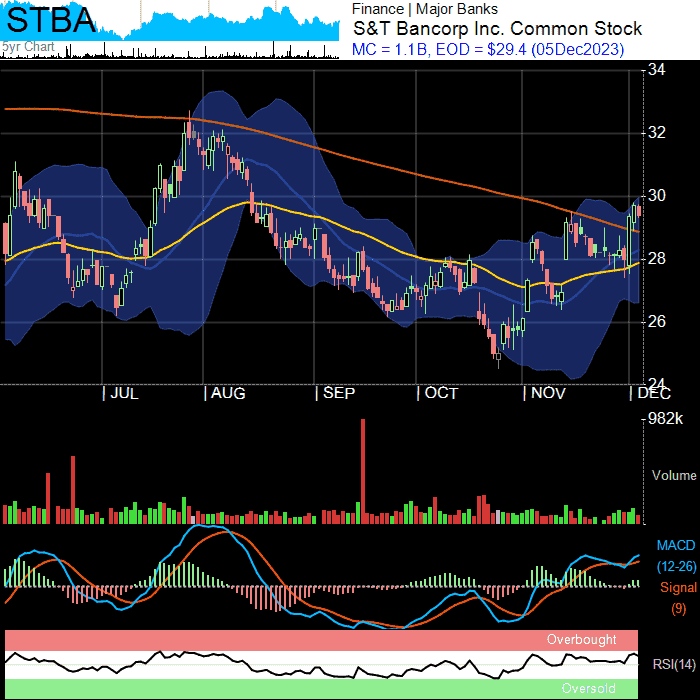 STBA
5yr Chart
Finance | Major Banks
S&T Bancorp Inc. Common Stock
MC = 1.1B, EOD = $29.4 (05Dec2023)
34
32
30
28
26
24
JUL
AUG
SEP
OCT
NOV
DEC
982k
Volume
MACD
(12-26)
Signal
(9)
Overbought
RSI(14)
Oversold